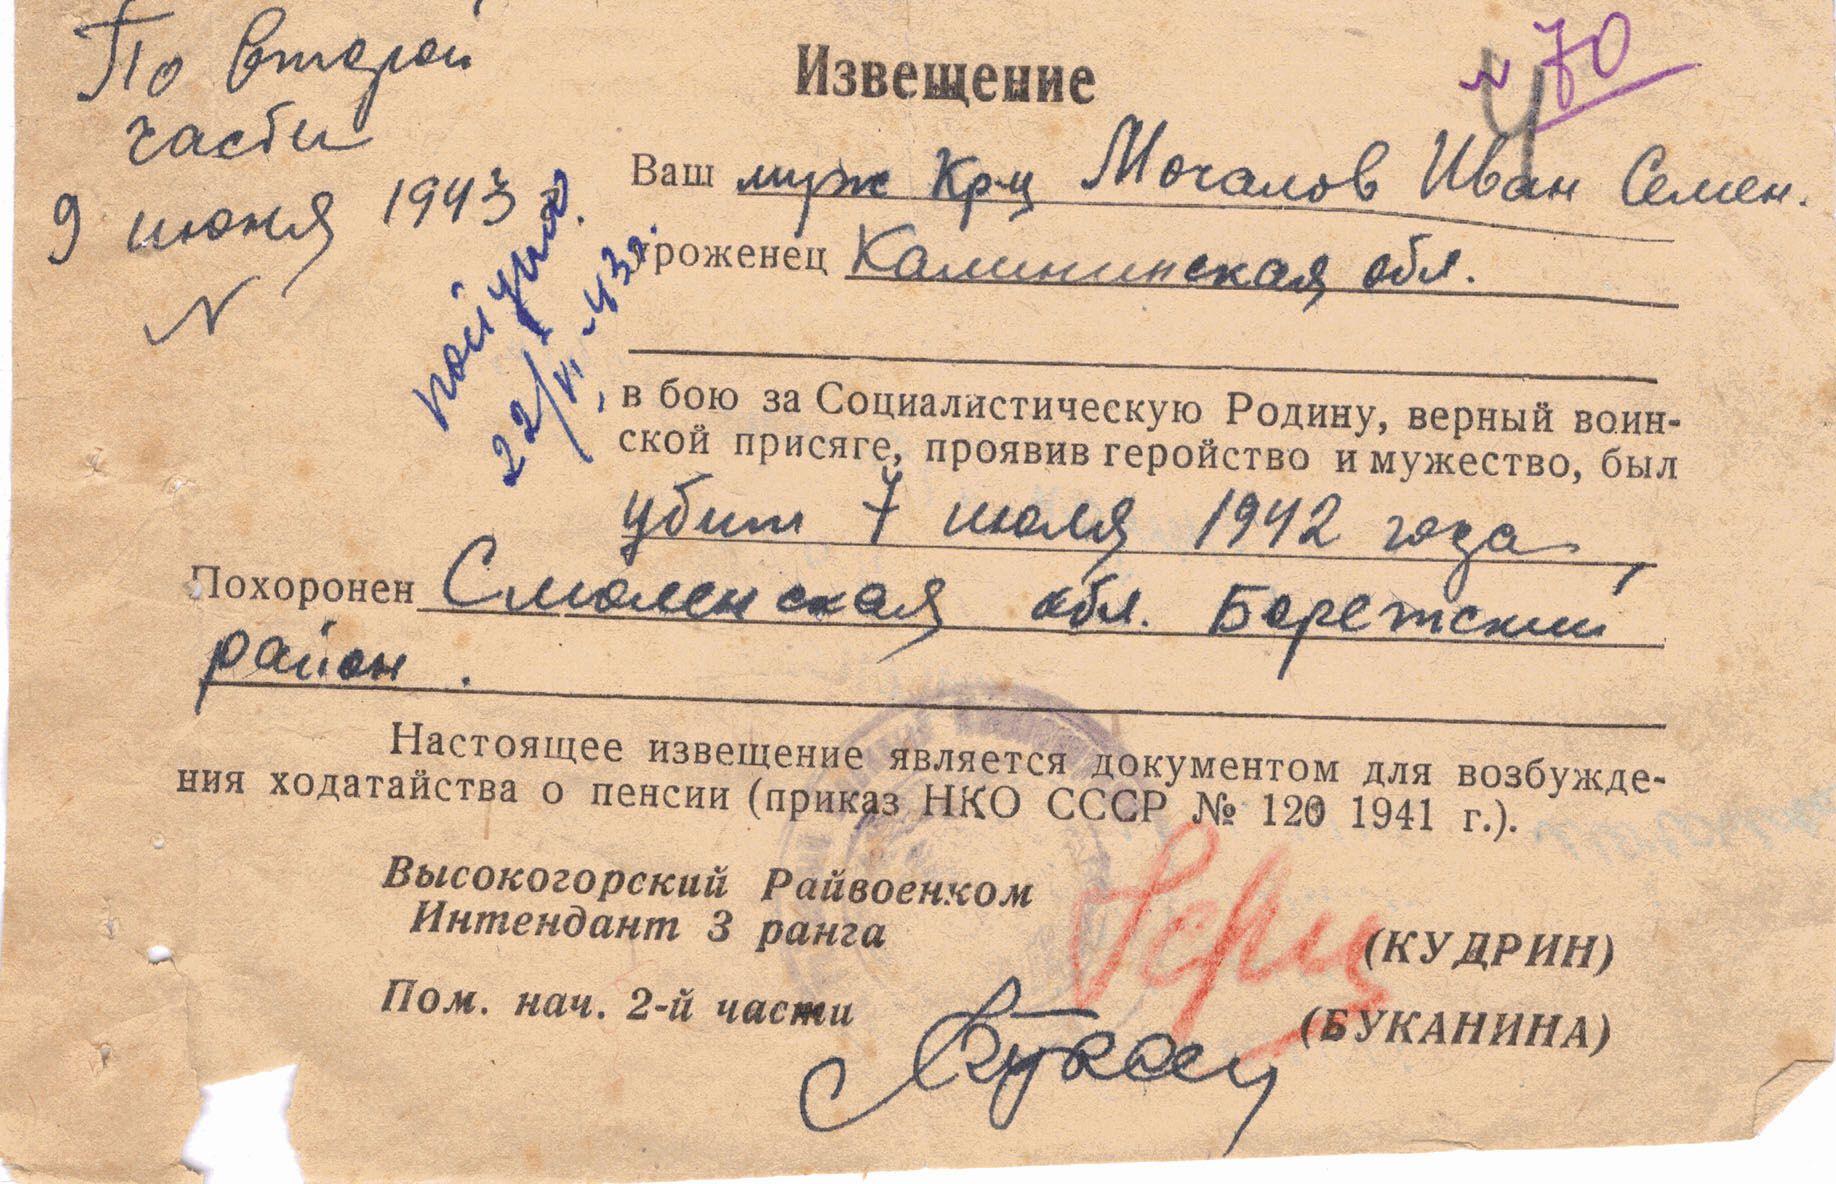 По второй
части
9 июня 1943
N
№ 70
4
Извещение
Ваш муж Кр-ц Мочалов Иван Семен.
уроженец Калининская обл.
22/VI-43г.
в бою за Социалистическую Родину, верный воин-
ской присяге, проявив геройство и мужество, был
убит 7 июля 1942 года,
Похоронен Смоленская обл. Боретский
район.
Настоящее извещение является документом для возбужде-
ния ходатайства о пенсии (приказ НКО СССР № 120 1941 г.).
Высокогорский Райвоенком
Интендант 3 ранга
(КУДРИН)
Пом. нач. 2-й части
(БУКАНИНА)